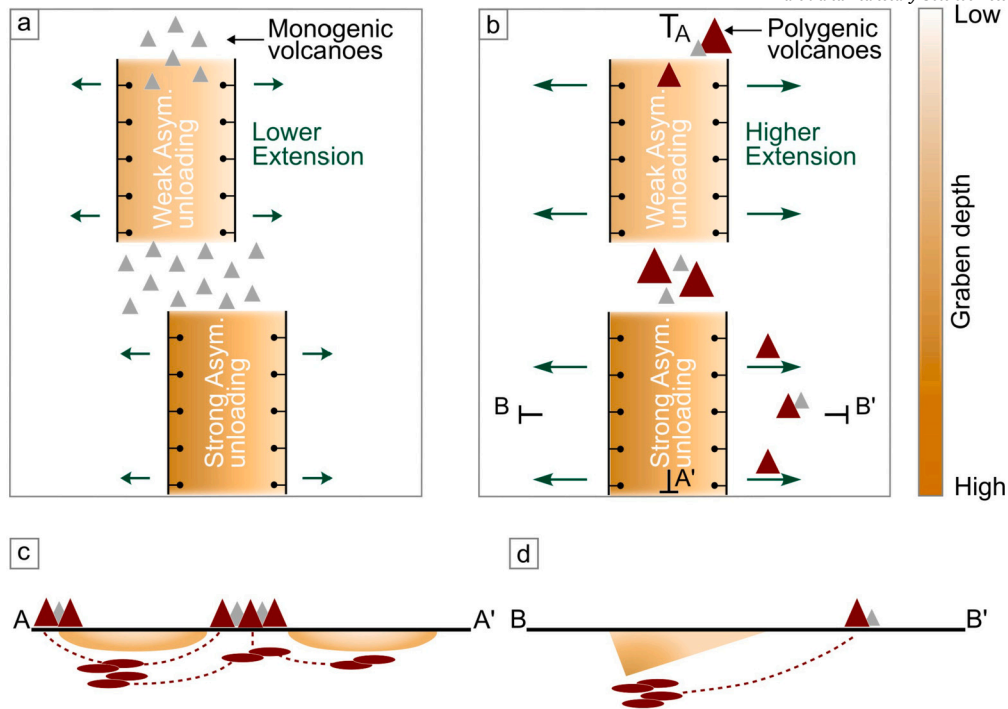 a
Monogenic
volcanoes
Weak Asym.
unloading
Lower
Extension
Strong Asym.
unloading
b
A
Polygenic
volcanoes
Weak Asym.
unloading
Higher
Extension
B
B'
Strong Asym.
unloading
A'
Low
Graben depth
High
c
A
A'
d
B
B'